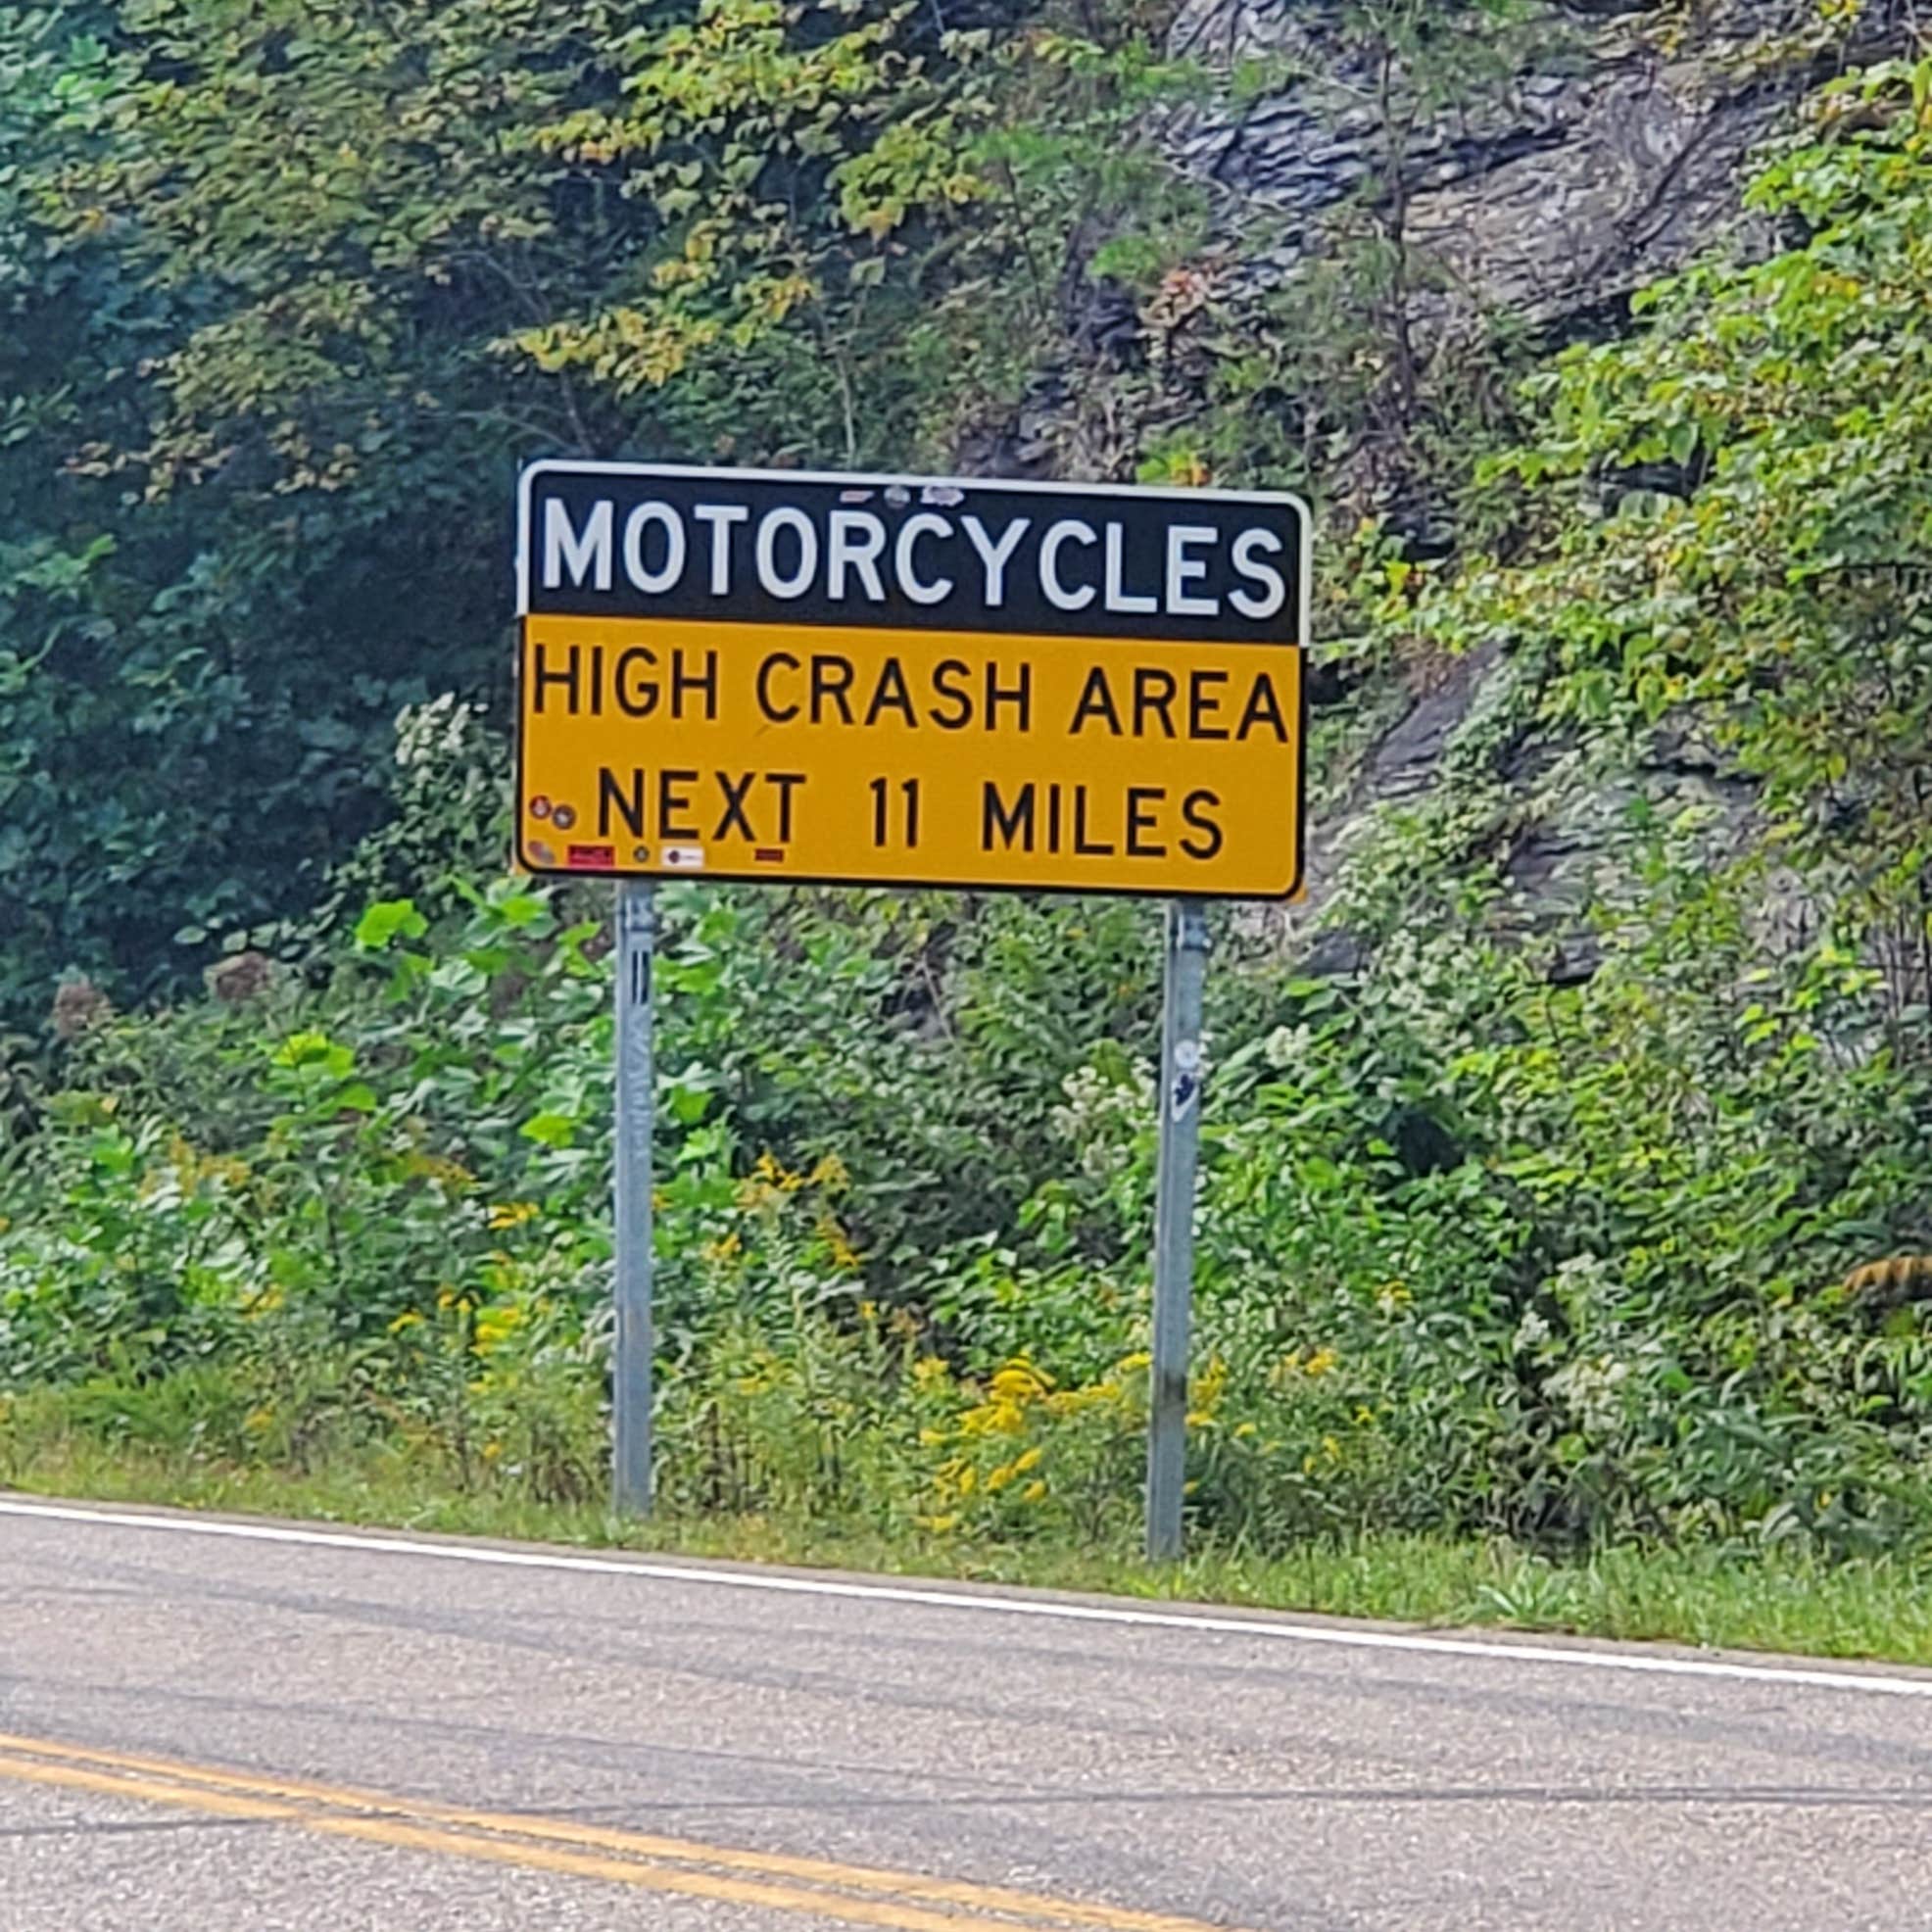 MOTORCYCLES
HIGH CRASH AREA
NEXT 11 MILES